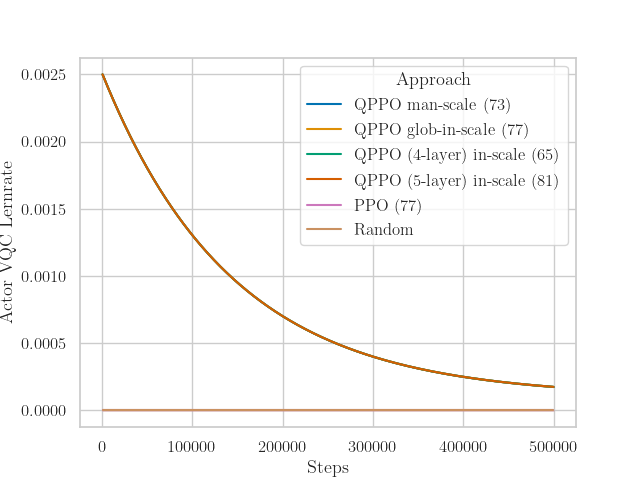 0.0025
0.0020
0.0015
0.0010
0.0005
0.0000
Actor VQC Lernrate
Approach
QPPO man-scale (73)
QPPO glob-in-scale (77)
QPPO (4-layer) in-scale (65)
QPPO (5-layer) in-scale (81)
PPO (77)
Random
0 100000 200000 300000 400000 500000
Steps